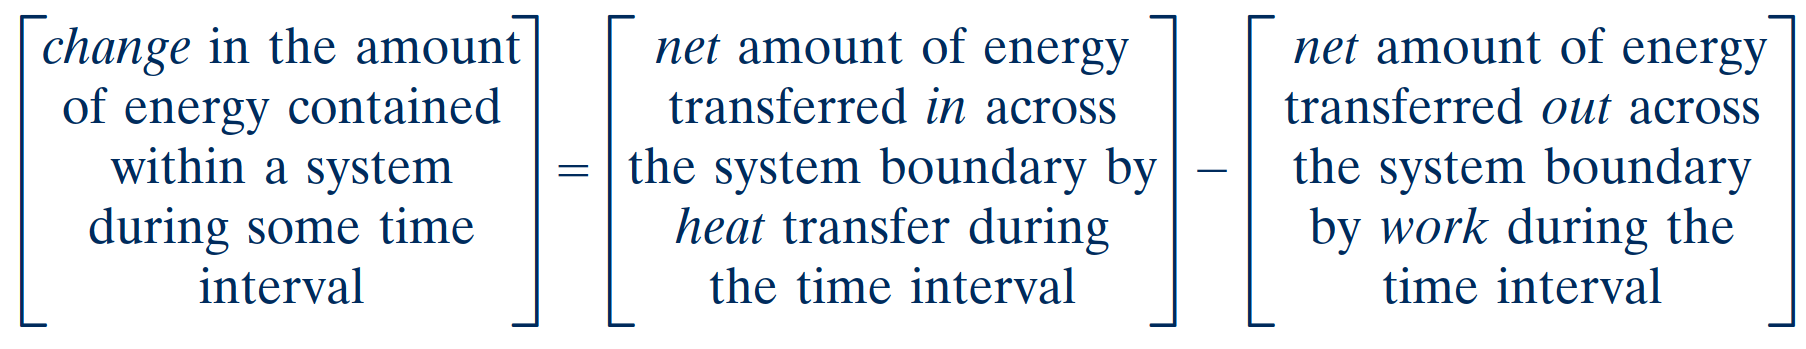 change in the amount
of energy contained
within a system
during some time
interval
=
net amount of energy
transferred in across
the system boundary by
heat transfer during
the time interval
−
net amount of energy
transferred out across
the system boundary
by work during the
time interval